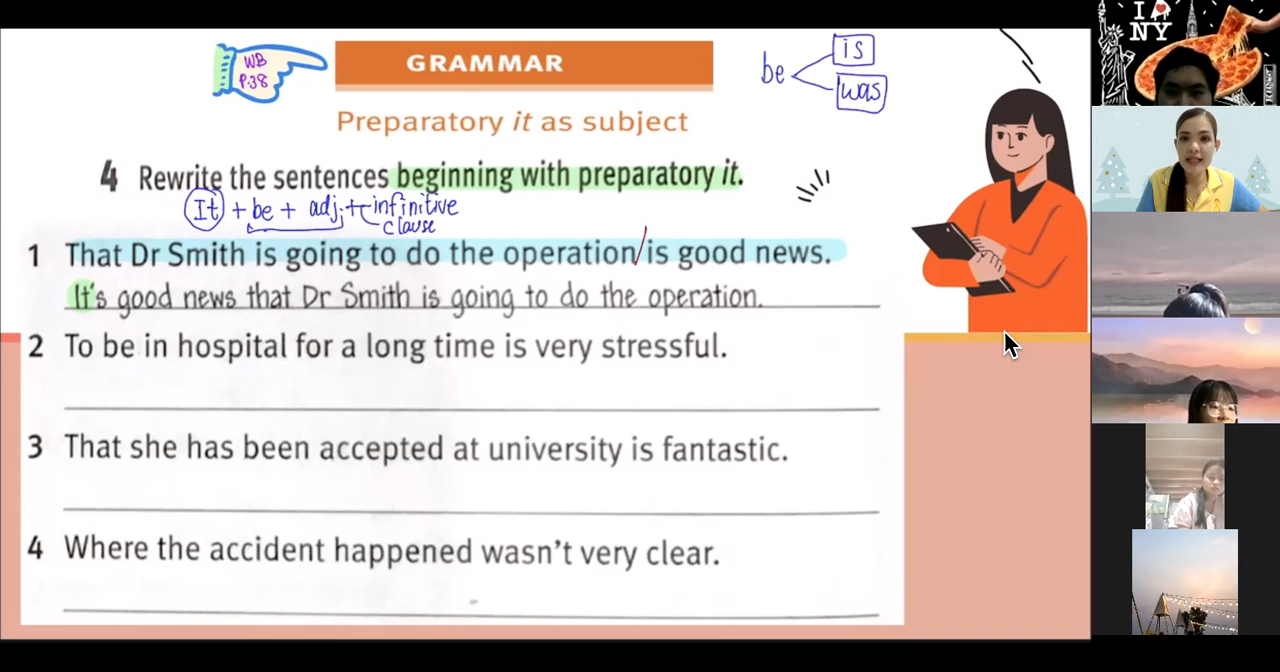 I
NY
WB
P.38
GRAMMAR
be
is
was
Preparatory it as subject
4 Rewrite the sentences beginning with preparatory it.
It + be + adj. + infinitive
clause
1 That Dr Smith is going to do the operation/is good news.
It's good news that Dr Smith is going to do the operation.
2 To be in hospital for a long time is very stressful.
3 That she has been accepted at university is fantastic.
4 Where the accident happened wasn't very clear.